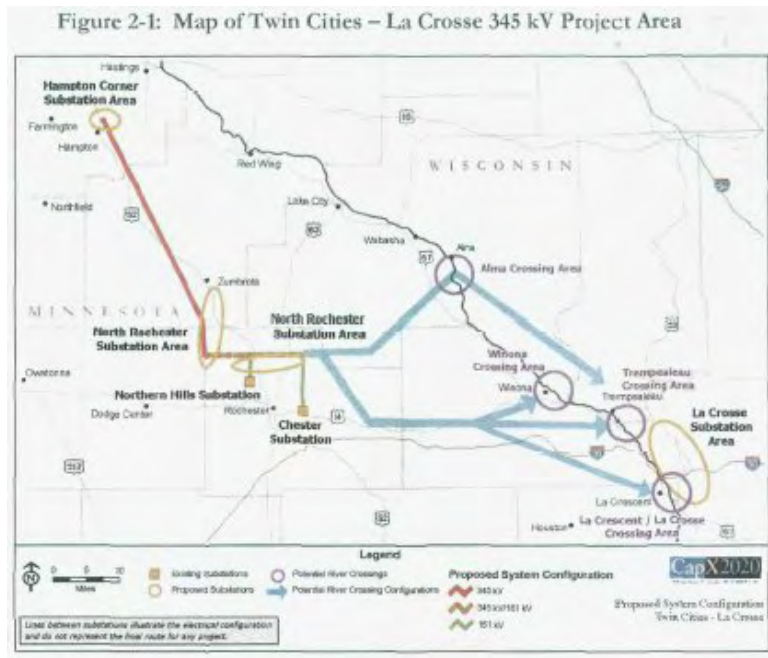 Figure 2-1: Map of Twin Cities – La Crosse 345 kV Project Area
Hastings
Hampton Corner
Substation Area
Farmington
Hampton
Red Wing
WISCONSIN
Northfield
Lake City
Wabasha
Alma
Alma Crossing Area
Zumbrota
MINNESOTA
North Rochester
Substation Area
North Rochester
Substation Area
Owatonna
Winona
Crossing Area
Winona
Trempealeau
Crossing Area
Trempealeau
Northern Hills Substation
Dodge Center
Rochester
Chester
Substation
La Crosse
Substation
Area
La Crescent
Houston
La Crescent / La Crosse
Crossing Area
Legend
N
0 5 10
Miles
Existing Substations
Proposed Substations
Potential River Crossings
Potential River Crossing Configurations
Proposed System Configuration
345 kV
345 kV/161 kV
161 kV
CapX2020
Proposed System Configuration
Twin Cities - La Crosse
Lines between substations illustrate the electrical configuration
and do not represent the final route for any project.